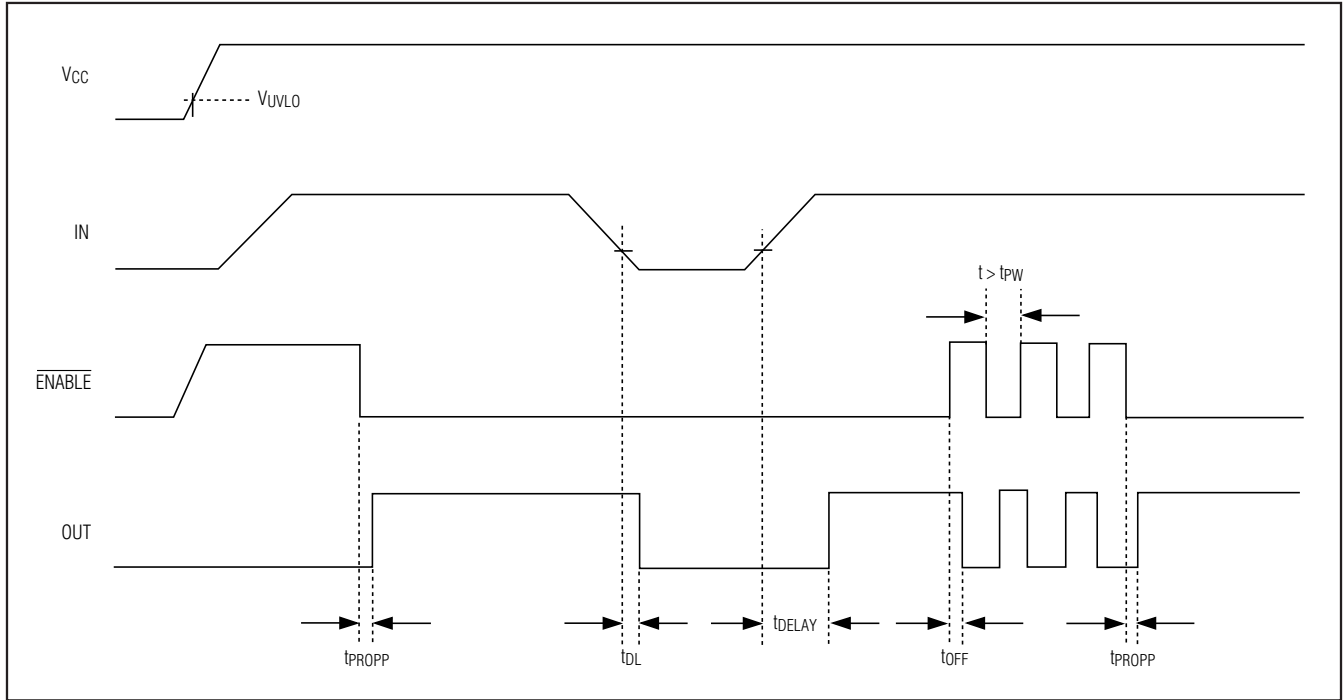 VCC
VUVLO
IN
t > tPW
ENABLE
OUT
tDELAY
tPROPP
tDL
tOFF
tPROPP